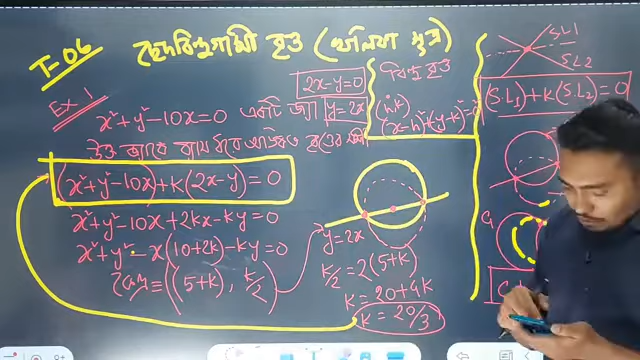 T-06
ছেদবিন্দুগামী বৃত্ত (খলিফা সূত্র)
Ex 1
2x-y=0
x²+y²-10x=0 একটি জ্যা y=2x
উক্ত জ্যাকে ব্যাস ধরে অঙ্কিত বৃত্তের
(x²+y²-10x)+k(2x-y)=0
x²+y²-10x+2kx-ky=0
x²+y²-x(10+2k)-ky=0
((5+k), k/2)
y=2x
k/2=2(5+k)
k=20+4k
k=20/3
বিন্দু বৃত্ত
(h,k)
(x-h)²+(y-k)²=0
SL1
SL2
(SL₁)+k(SL₂)=0